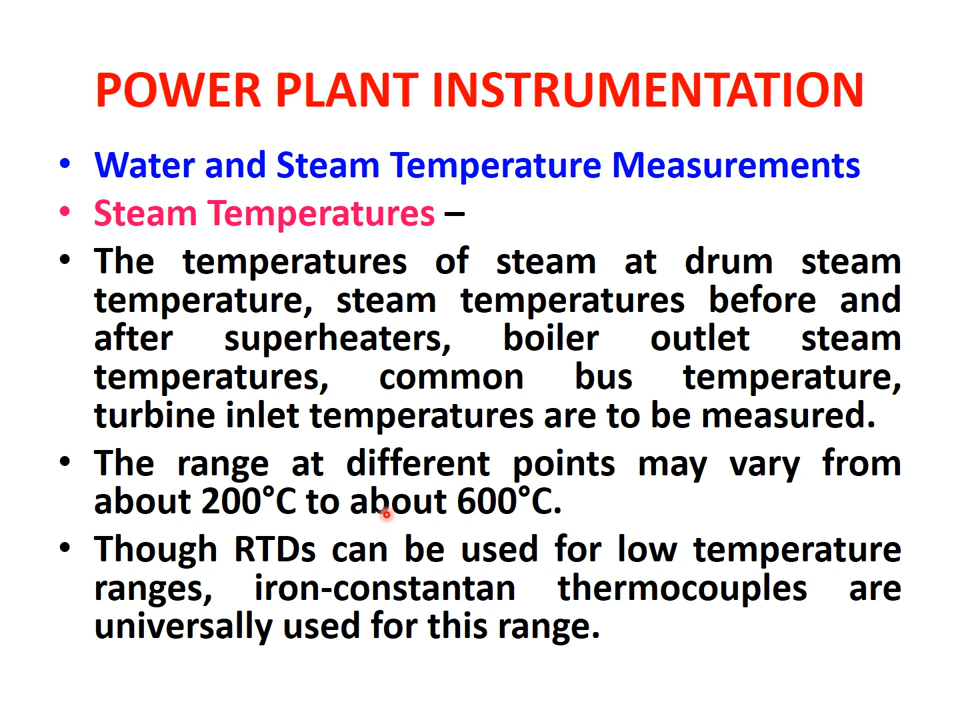 POWER PLANT INSTRUMENTATION
• Water and Steam Temperature Measurements
• Steam Temperatures –
• The temperatures of steam at drum steam
temperature, steam temperatures before and
after superheaters, boiler outlet steam
temperatures, common bus temperature,
turbine inlet temperatures are to be measured.
• The range at different points may vary from
about 200°C to about 600°C.
• Though RTDs can be used for low temperature
ranges, iron-constantan thermocouples are
universally used for this range.